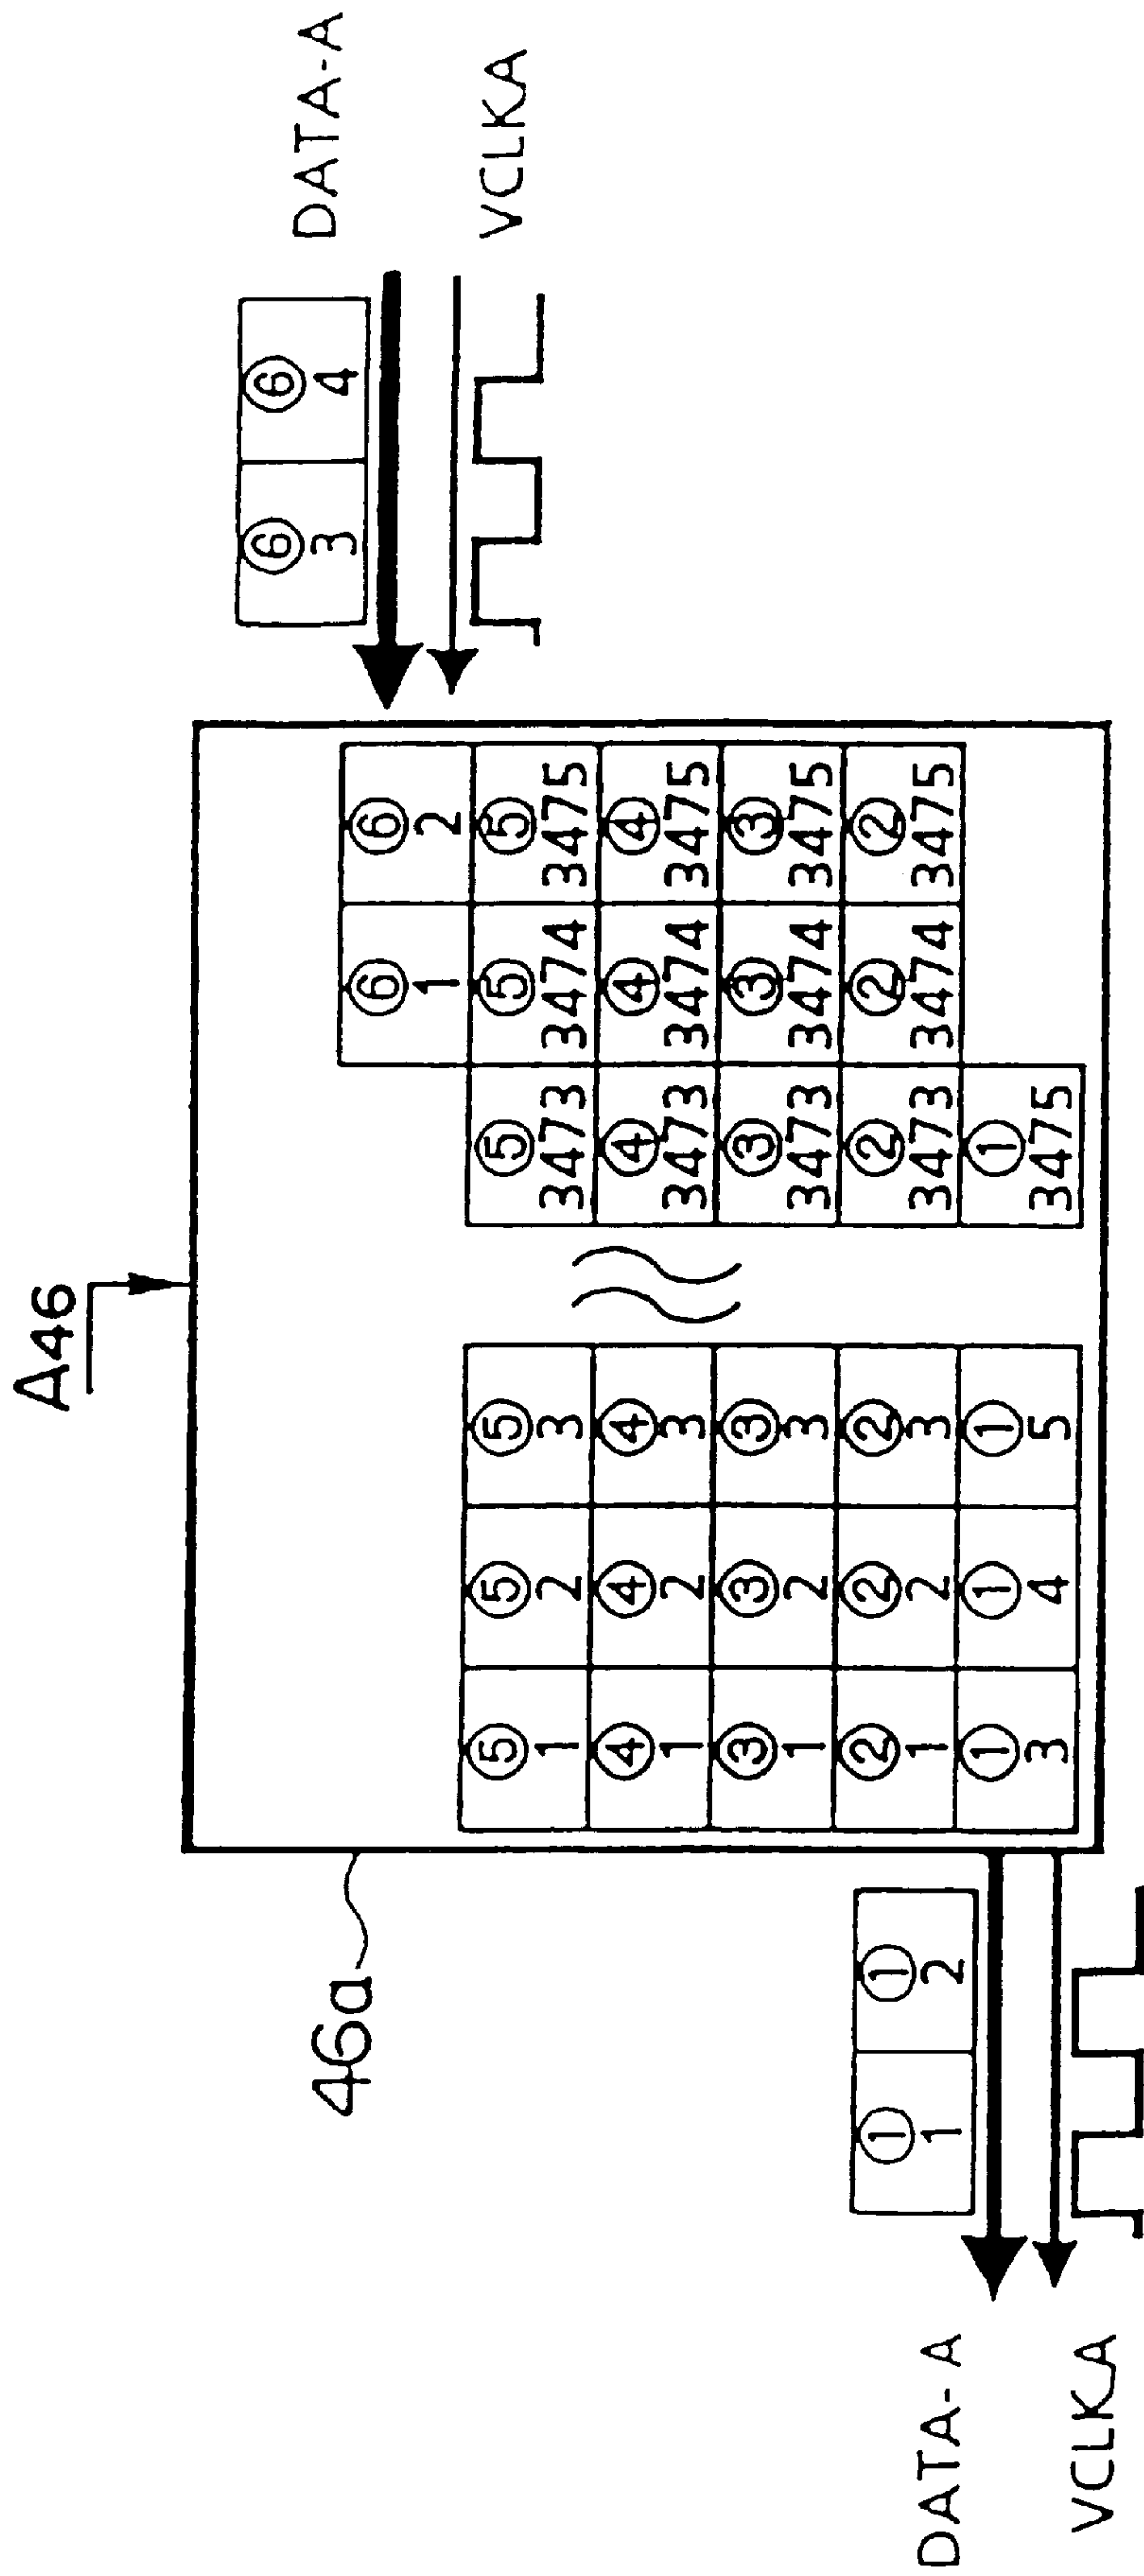 A46
⑥ ⑥
3 4
DATA-A
46a
⑥ ⑥
1 2
VCLKA
⑤ ⑤ ⑤ ⑤ ⑤ ⑤
1 2 3 3473 3474 3475
④ ④ ④ ④ ④ ④
1 2 3 3473 3474 3475
③ ③ ③ ③ ③ ③
1 2 3 3473 3474 3475
② ② ② ② ② ②
1 2 3 3473 3474 3475
① ① ① ①
3 4 5 3475
① ①
1 2
DATA-A
VCLKA